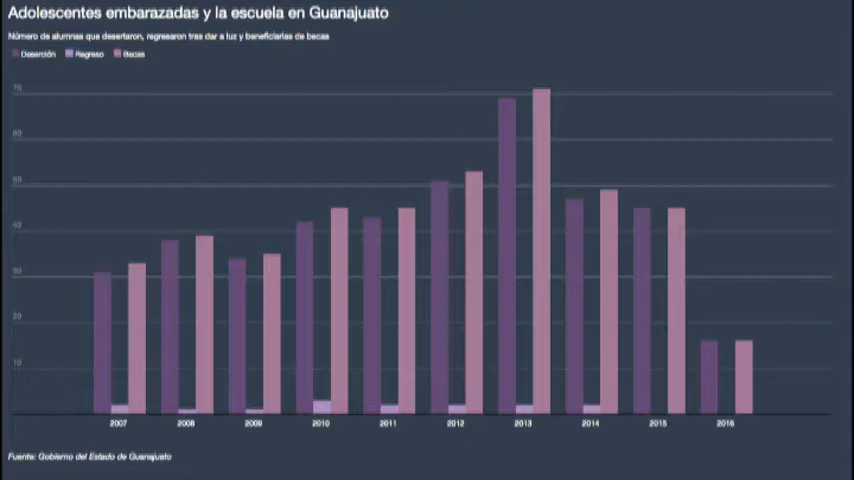 Adolescentes embarazadas y la escuela en Guanajuato
Número de alumnas que desertaron, regresaron tras dar a luz y beneficiarias de becas
Deserción Regreso Becas
70
60
50
40
30
20
10
2007 2008 2009 2010 2011 2012 2013 2014 2015 2016
Fuente: Gobierno del Estado de Guanajuato